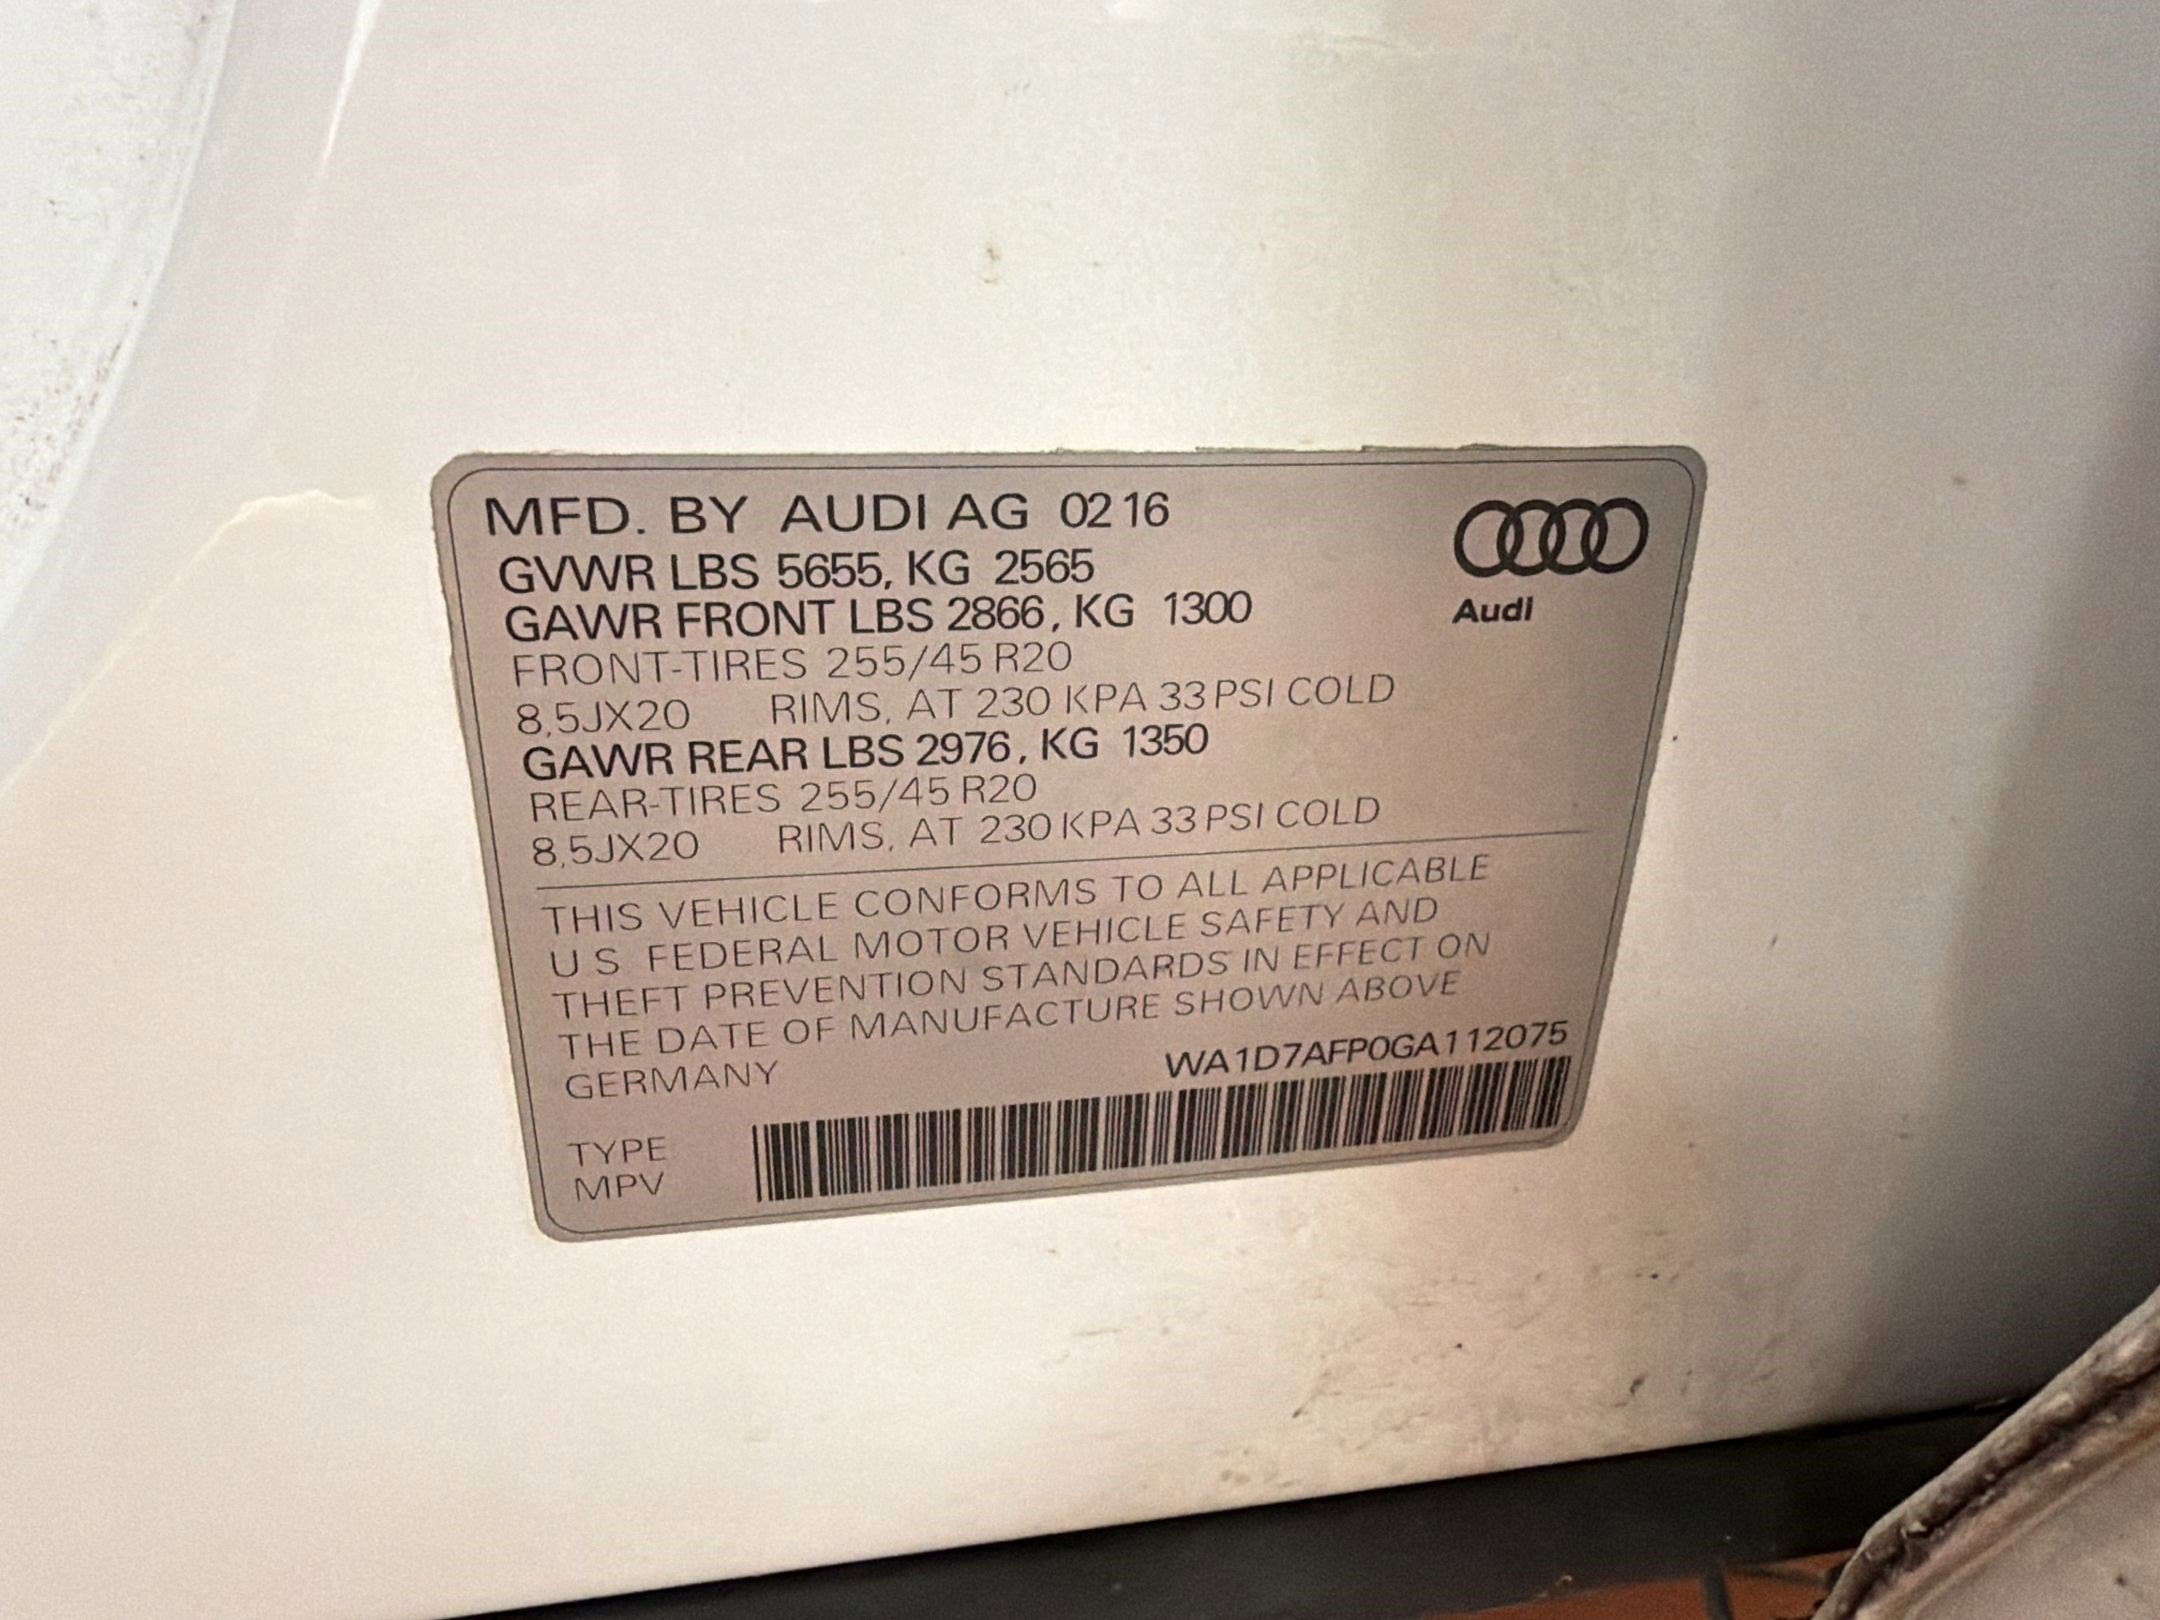 MFD. BY AUDI AG 0216
GVWR LBS 5655, KG 2565
GAWR FRONT LBS 2866, KG 1300
FRONT-TIRES 255/45 R20
8,5JX20 RIMS, AT 230 KPA 33 PSI COLD
GAWR REAR LBS 2976, KG 1350
REAR-TIRES 255/45 R20
8,5JX20 RIMS, AT 230 KPA 33 PSI COLD
Audi
THIS VEHICLE CONFORMS TO ALL APPLICABLE
U S FEDERAL MOTOR VEHICLE SAFETY AND
THEFT PREVENTION STANDARDS IN EFFECT ON
THE DATE OF MANUFACTURE SHOWN ABOVE
GERMANY WA1D7AFP0GA112075
TYPE
MPV